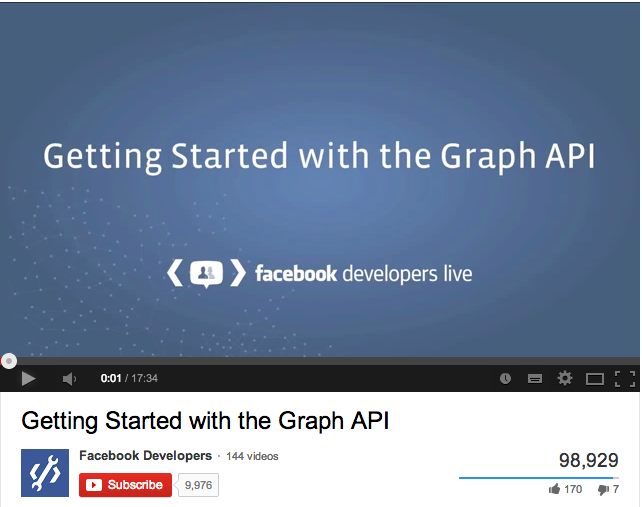 Getting Started with the Graph API
facebook developers live
0:01 / 17:34
Getting Started with the Graph API
Facebook Developers · 144 videos
98,929
Subscribe 9,976
170 7